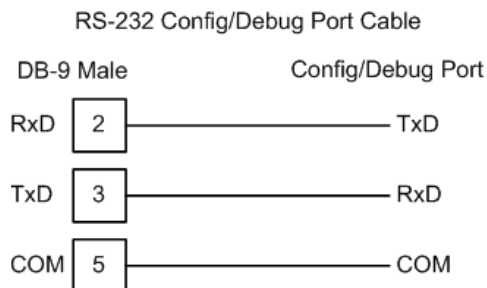 RS-232 Config/Debug Port Cable
DB-9 Male Config/Debug Port
RxD 2 TxD
TxD 3 RxD
COM 5 COM